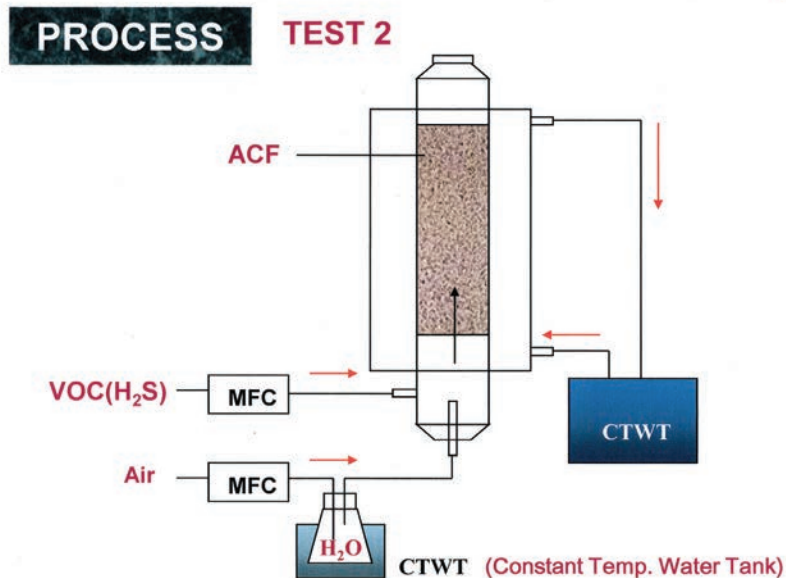 PROCESS TEST 2
ACF
VOC(H₂S) MFC
CTWT
Air MFC
H₂O
CTWT (Constant Temp. Water Tank)